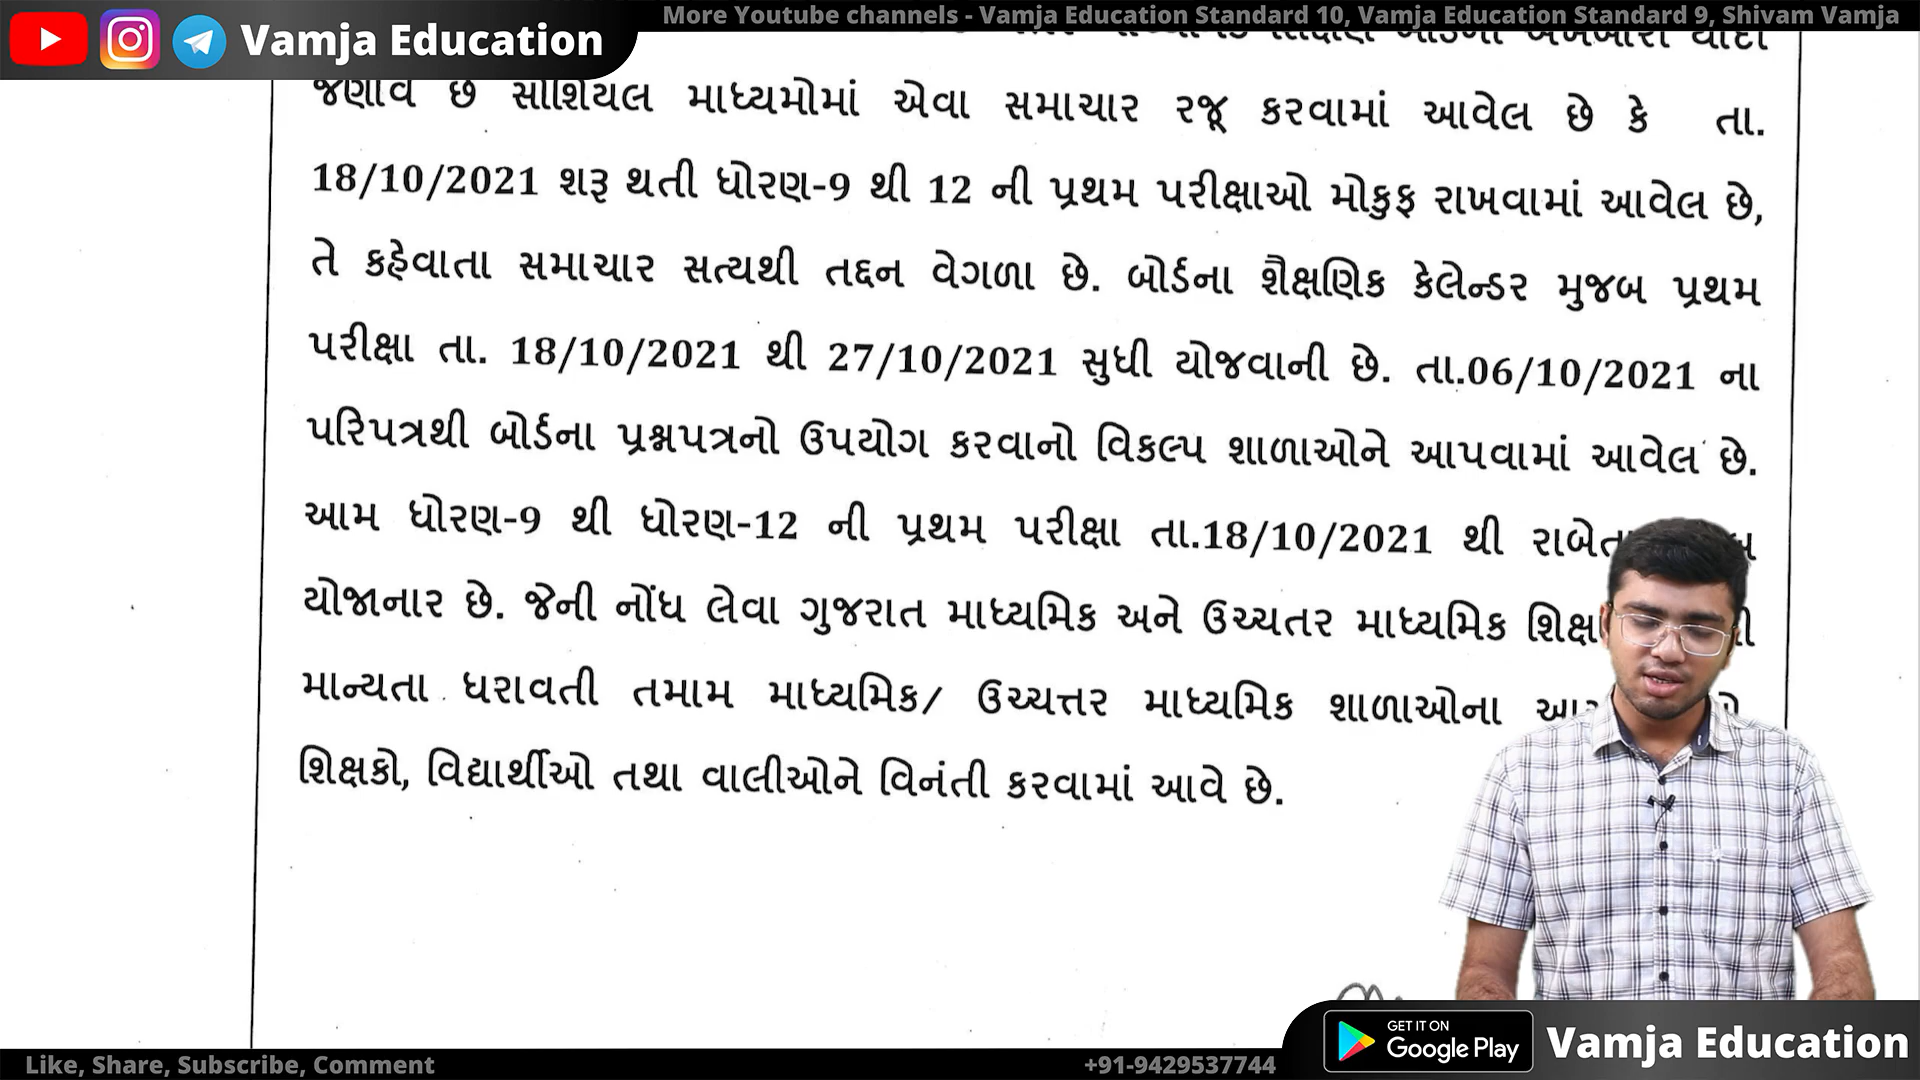 More Youtube channels - Vamja Education Standard 10, Vamja Education Standard 9, Shivam Vamja
Vamja Education
જણાવે છે સોશિયલ માધ્યમોમાં એવા સમાચાર રજૂ કરવામાં આવેલ છે કે તા.
18/10/2021 શરૂ થતી ધોરણ-9 થી 12 ની પ્રથમ પરીક્ષાઓ મોકુફ રાખવામાં આવેલ છે,
તે કહેવાતા સમાચાર સત્યથી તદ્દન વેગળા છે. બોર્ડના શૈક્ષણિક કેલેન્ડર મુજબ પ્રથમ
પરીક્ષા તા. 18/10/2021 થી 27/10/2021 સુધી યોજવાની છે. તા.06/10/2021 ના
પરિપત્રથી બોર્ડના પ્રશ્નપત્રનો ઉપયોગ કરવાનો વિકલ્પ શાળાઓને આપવામાં આવેલ છે.
આમ ધોરણ-9 થી ધોરણ-12 ની પ્રથમ પરીક્ષા તા.18/10/2021 થી
યોજાનાર છે. જેની નોંધ લેવા ગુજરાત માધ્યમિક અને ઉચ્ચતર માધ્યમિક
માન્યતા ધરાવતી તમામ માધ્યમિક/ ઉચ્ચત્તર માધ્યમિક શાળાઓના
શિક્ષકો, વિદ્યાર્થીઓ તથા વાલીઓને વિનંતી કરવામાં આવે છે.
GET IT ON
Google Play
Vamja Education
Like, Share, Subscribe, Comment
+91-9429537744